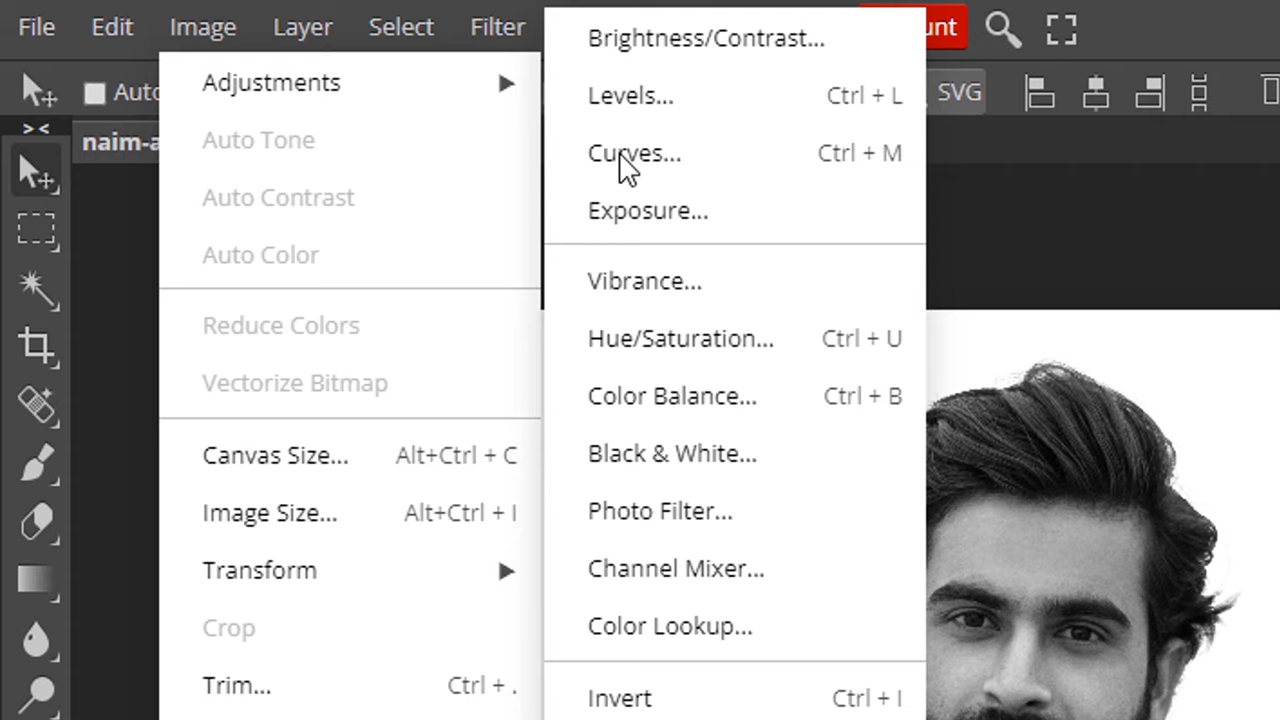 File Edit Image Layer Select Filter
Auto
SVG
naim-a
Adjustments
Auto Tone
Auto Contrast
Auto Color
Reduce Colors
Vectorize Bitmap
Canvas Size... Alt+Ctrl + C
Image Size... Alt+Ctrl + I
Transform
Crop
Trim... Ctrl + .
Brightness/Contrast...
Levels... Ctrl + L
Curves... Ctrl + M
Exposure...
Vibrance...
Hue/Saturation... Ctrl + U
Color Balance... Ctrl + B
Black & White...
Photo Filter...
Channel Mixer...
Color Lookup...
Invert Ctrl + I